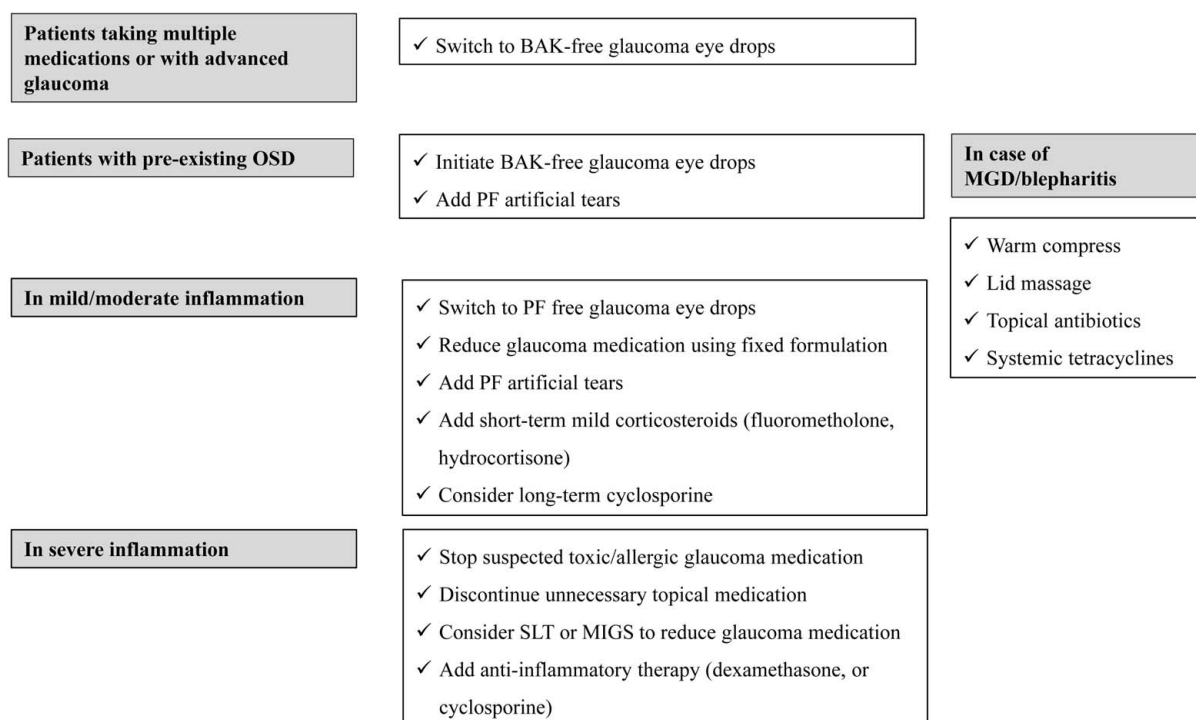 Patients taking multiple
medications or with advanced
glaucoma
✓ Switch to BAK-free glaucoma eye drops
Patients with pre-existing OSD
✓ Initiate BAK-free glaucoma eye drops
✓ Add PF artificial tears
In case of
MGD/blepharitis
✓ Warm compress
✓ Lid massage
✓ Topical antibiotics
✓ Systemic tetracyclines
In mild/moderate inflammation
✓ Switch to PF free glaucoma eye drops
✓ Reduce glaucoma medication using fixed formulation
✓ Add PF artificial tears
✓ Add short-term mild corticosteroids (fluorometholone,
hydrocortisone)
✓ Consider long-term cyclosporine
In severe inflammation
✓ Stop suspected toxic/allergic glaucoma medication
✓ Discontinue unnecessary topical medication
✓ Consider SLT or MIGS to reduce glaucoma medication
✓ Add anti-inflammatory therapy (dexamethasone, or
cyclosporine)